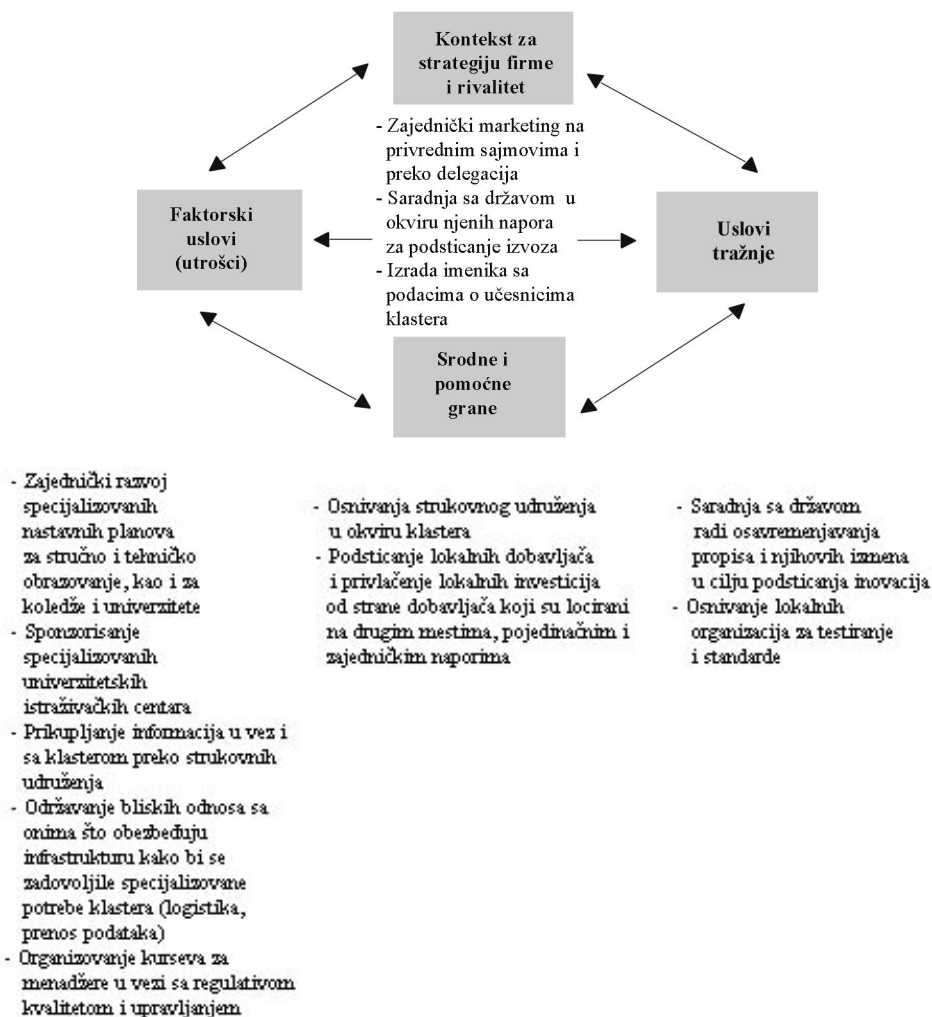 Kontekst za
strategiju firme
i rivalitet
- Zajednički marketing na
privrednim sajmovima i
preko delegacija
- Saradnja sa državom u
okviru njenih napora
za podsticanje izvoza
- Izrada imenika sa
podacima o učesnicima
klastera
Faktorski
uslovi
(utrošci)
Uslovi
tražnje
Srodne i
pomoćne
grane
- Zajednički razvoj
specijalizovanih
nastavnih planova
za stručno i tehničko
obrazovanje, kao i za
koledže i univerzitete
- Sponzorisanje
specijalizovanih
univerzitetskih
istraživačkih centara
- Prikupljanje informacija u vez i
sa klasterom preko strukovnih
udruženja
- Održavanje bliskih odnosa sa
onima što obezbeđuju
infrastrukturu kako bi se
zadovoljile specijalizovane
potrebe klastera (logistika,
prenos podataka)
- Organizovanje kurseva za
menadžere u vezi sa regulativom
kvalitetom i upravljanjem
- Osnivanja strukovnog udruženja
u okviru klastera
- Podsticanje lokalnih dobavljača
i privlačenje lokalnih investicija
od strane dobavljača koji su locirani
na drugim mestima, pojedinačnim i
zajedničkim naporima
- Saradnja sa državom
radi osavremenjavanja
propisa i njihovih izmena
u cilju podsticanja inovacija
- Osnivanje lokalnih
organizacija za testiranje
i standarde